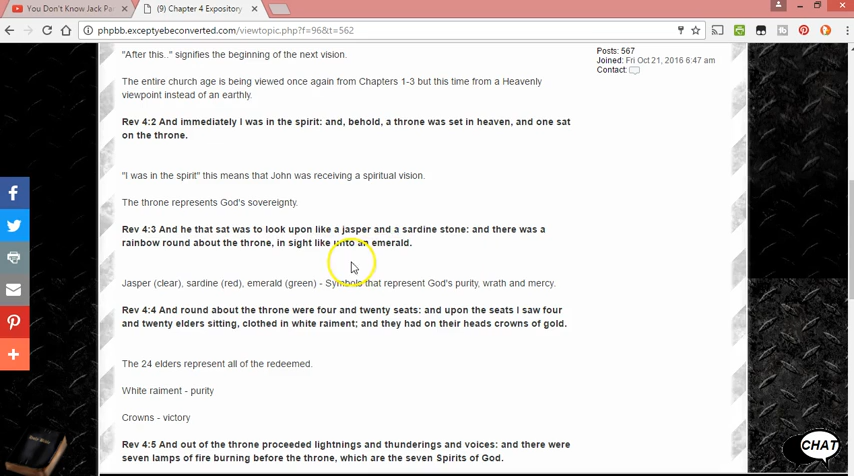 You Don't Know Jack Pa
(9) Chapter 4 Expository
phpbb.exceptyebeconverted.com/viewtopic.php?f=96&t=562
"After this.." signifies the beginning of the next vision.
Posts: 567
Joined: Fri Oct 21, 2016 6:47 am
Contact:
The entire church age is being viewed once again from Chapters 1-3 but this time from a Heavenly
viewpoint instead of an earthly.
Rev 4:2 And immediately I was in the spirit: and, behold, a throne was set in heaven, and one sat
on the throne.
"I was in the spirit" this means that John was receiving a spiritual vision.
The throne represents God's sovereignty.
Rev 4:3 And he that sat was to look upon like a jasper and a sardine stone: and there was a
rainbow round about the throne, in sight like unto an emerald.
Jasper (clear), sardine (red), emerald (green) - Symbols that represent God's purity, wrath and mercy.
Rev 4:4 And round about the throne were four and twenty seats: and upon the seats I saw four
and twenty elders sitting, clothed in white raiment; and they had on their heads crowns of gold.
The 24 elders represent all of the redeemed.
White raiment - purity
Crowns - victory
Rev 4:5 And out of the throne proceeded lightnings and thunderings and voices: and there were
seven lamps of fire burning before the throne, which are the seven Spirits of God.
CHAT